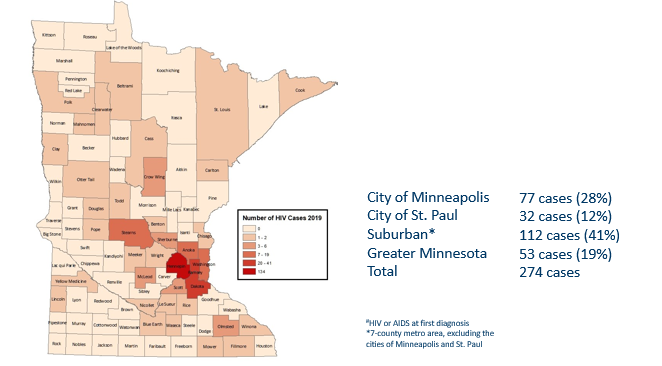 Kittson
Roseau
Lake of the Woods
Marshall
Koochiching
Pennington
Red Lake
Beltrami
St. Louis
Cook
Lake
Polk
Clearwater
Itasca
Norman
Mahnomen
Hubbard
Cass
Clay
Becker
Wadena
Crow Wing
Aitkin
Carlton
Wilkin
Otter Tail
Todd
Morrison
Mille Lacs
Kanabec
Pine
Grant
Douglas
Benton
Traverse
Big Stone
Stevens
Pope
Stearns
Isanti
Chisago
Sherburne
Swift
Kandiyohi
Meeker
Wright
Anoka
Washington
Ramsey
Lac qui Parle
Chippewa
McLeod
Carver
Scott
Dakota
Yellow Medicine
Renville
Sibley
Lincoln
Lyon
Redwood
Nicollet
LeSueur
Rice
Goodhue
Wabasha
Brown
Pipestone
Murray
Cottonwood
Watonwan
Blue Earth
Waseca
Steele
Dodge
Olmsted
Winona
Rock
Nobles
Jackson
Martin
Faribault
Freeborn
Mower
Fillmore
Houston
Number of HIV Cases 2019
0
1 - 2
3 - 6
7 - 19
134
City of Minneapolis 77 cases (28%)
City of St. Paul 32 cases (12%)
Suburban* 112 cases (41%)
Greater Minnesota 53 cases (19%)
Total 274 cases
#HIV or AIDS at first diagnosis
*7-county metro area, excluding the
cities of Minneapolis and St. Paul